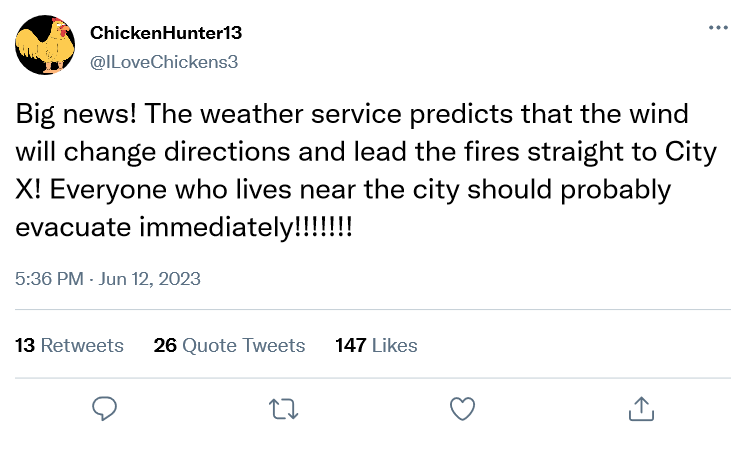 ChickenHunter13
@ILoveChickens3
Big news! The weather service predicts that the wind
will change directions and lead the fires straight to City
X! Everyone who lives near the city should probably
evacuate immediately!!!!!!!
5:36 PM · Jun 12, 2023
13 Retweets 26 Quote Tweets 147 Likes